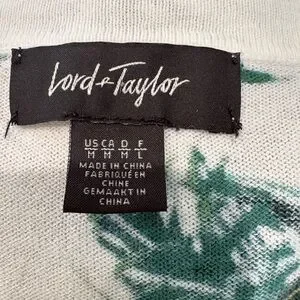 Lord & Taylor
US CA D F
M M M L
MADE IN CHINA
FABRIQUÉ EN
CHINE
GEMAAKT IN
CHINA